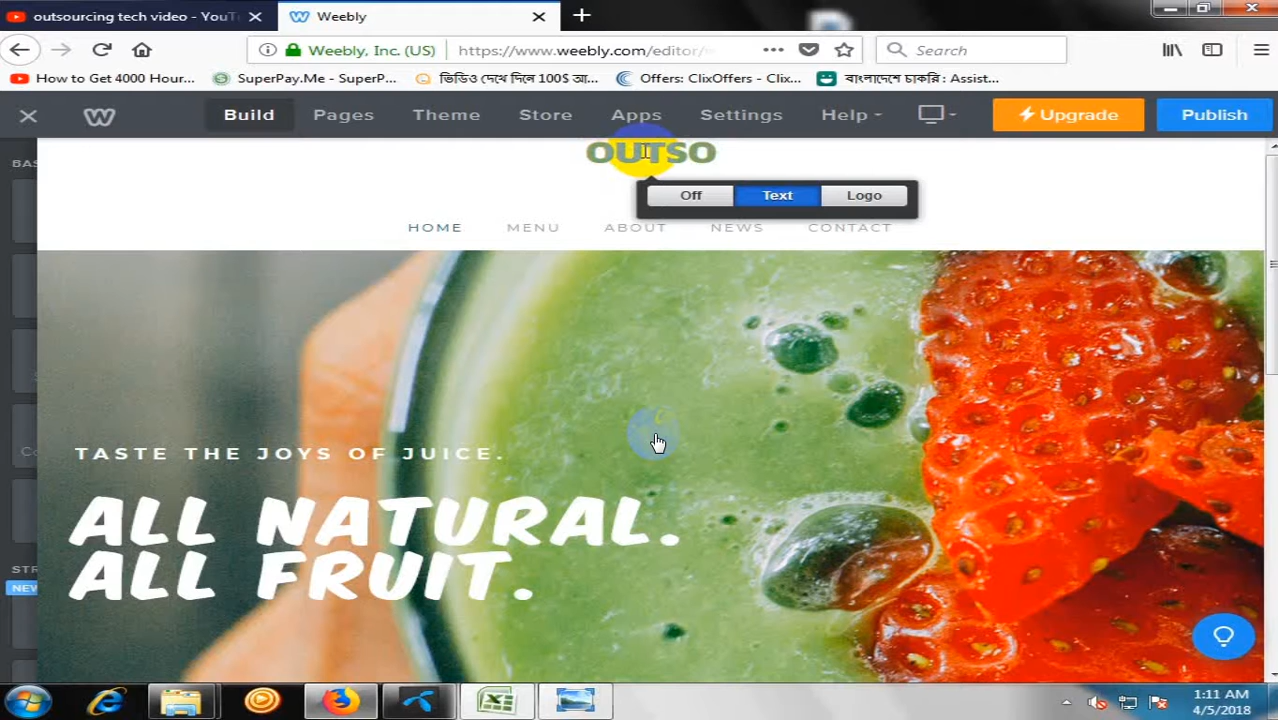 outsourcing tech video - YouT
Weebly
Weebly, Inc. (US)
https://www.weebly.com/editor/
Search
How to Get 4000 Hour...
SuperPay.Me - SuperP...
ভিডিও দেখে দিনে 100$ আ...
Offers: ClixOffers - Clix...
বাংলাদেশে চাকরি : Assist...
Build
Pages
Theme
Store
Apps
Settings
Help
Upgrade
Publish
BAS
OUTSO
Off
Text
Logo
HOME
MENU
ABOUT
NEWS
CONTACT
TASTE THE JOYS OF JUICE.
ALL NATURAL.
ALL FRUIT.
STR
NEW
1:11 AM
4/5/2018